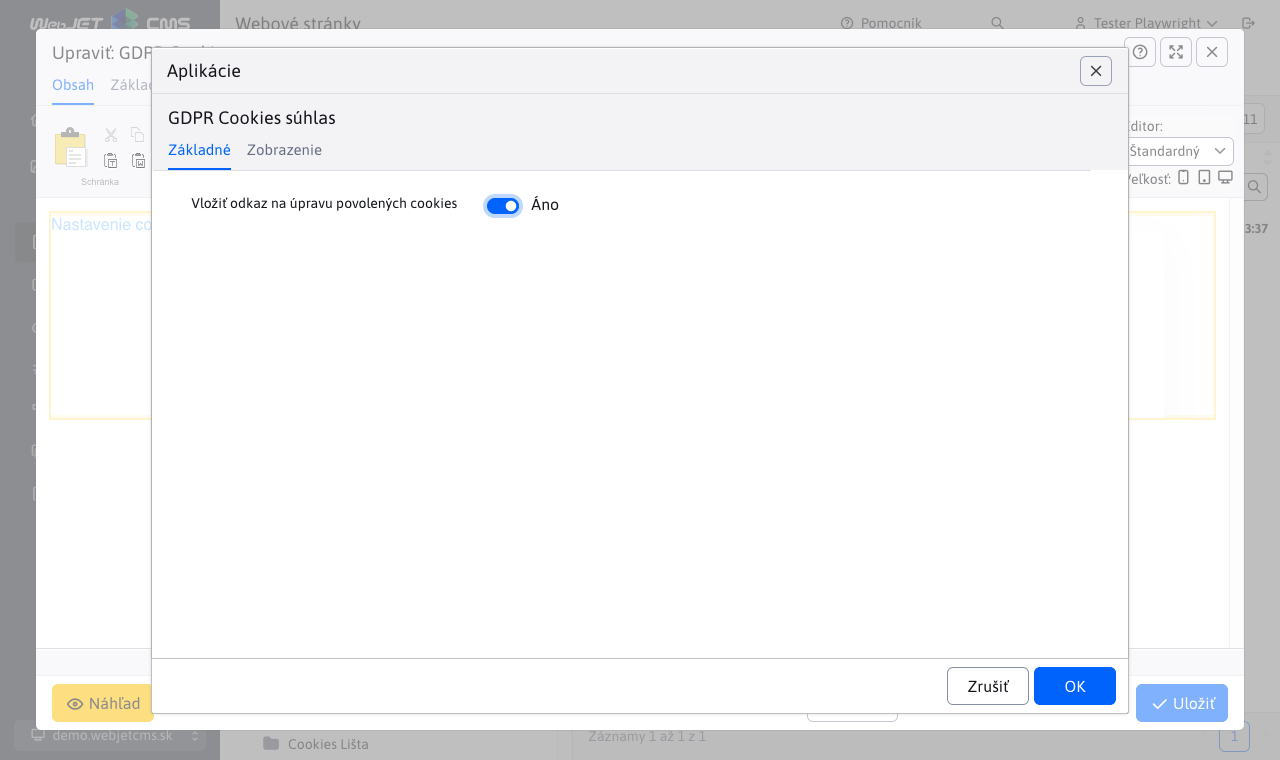 WebJET CMS
Webové stránky
Pomocník
Tester Playwright
Upraviť: GDPR Cooki
Aplikácie
Obsah
Základ
GDPR Cookies súhlas
Základné
Zobrazenie
Schránka
ditor:
Štandardný
11
Veľkosť:
Vložiť odkaz na úpravu povolených cookies
Áno
Nastavenie co
3:37
Zrušiť
OK
Náhľad
Uložiť
demo.webjetcms.sk
Cookies Lišta
Záznamy 1 až 1 z 1
1